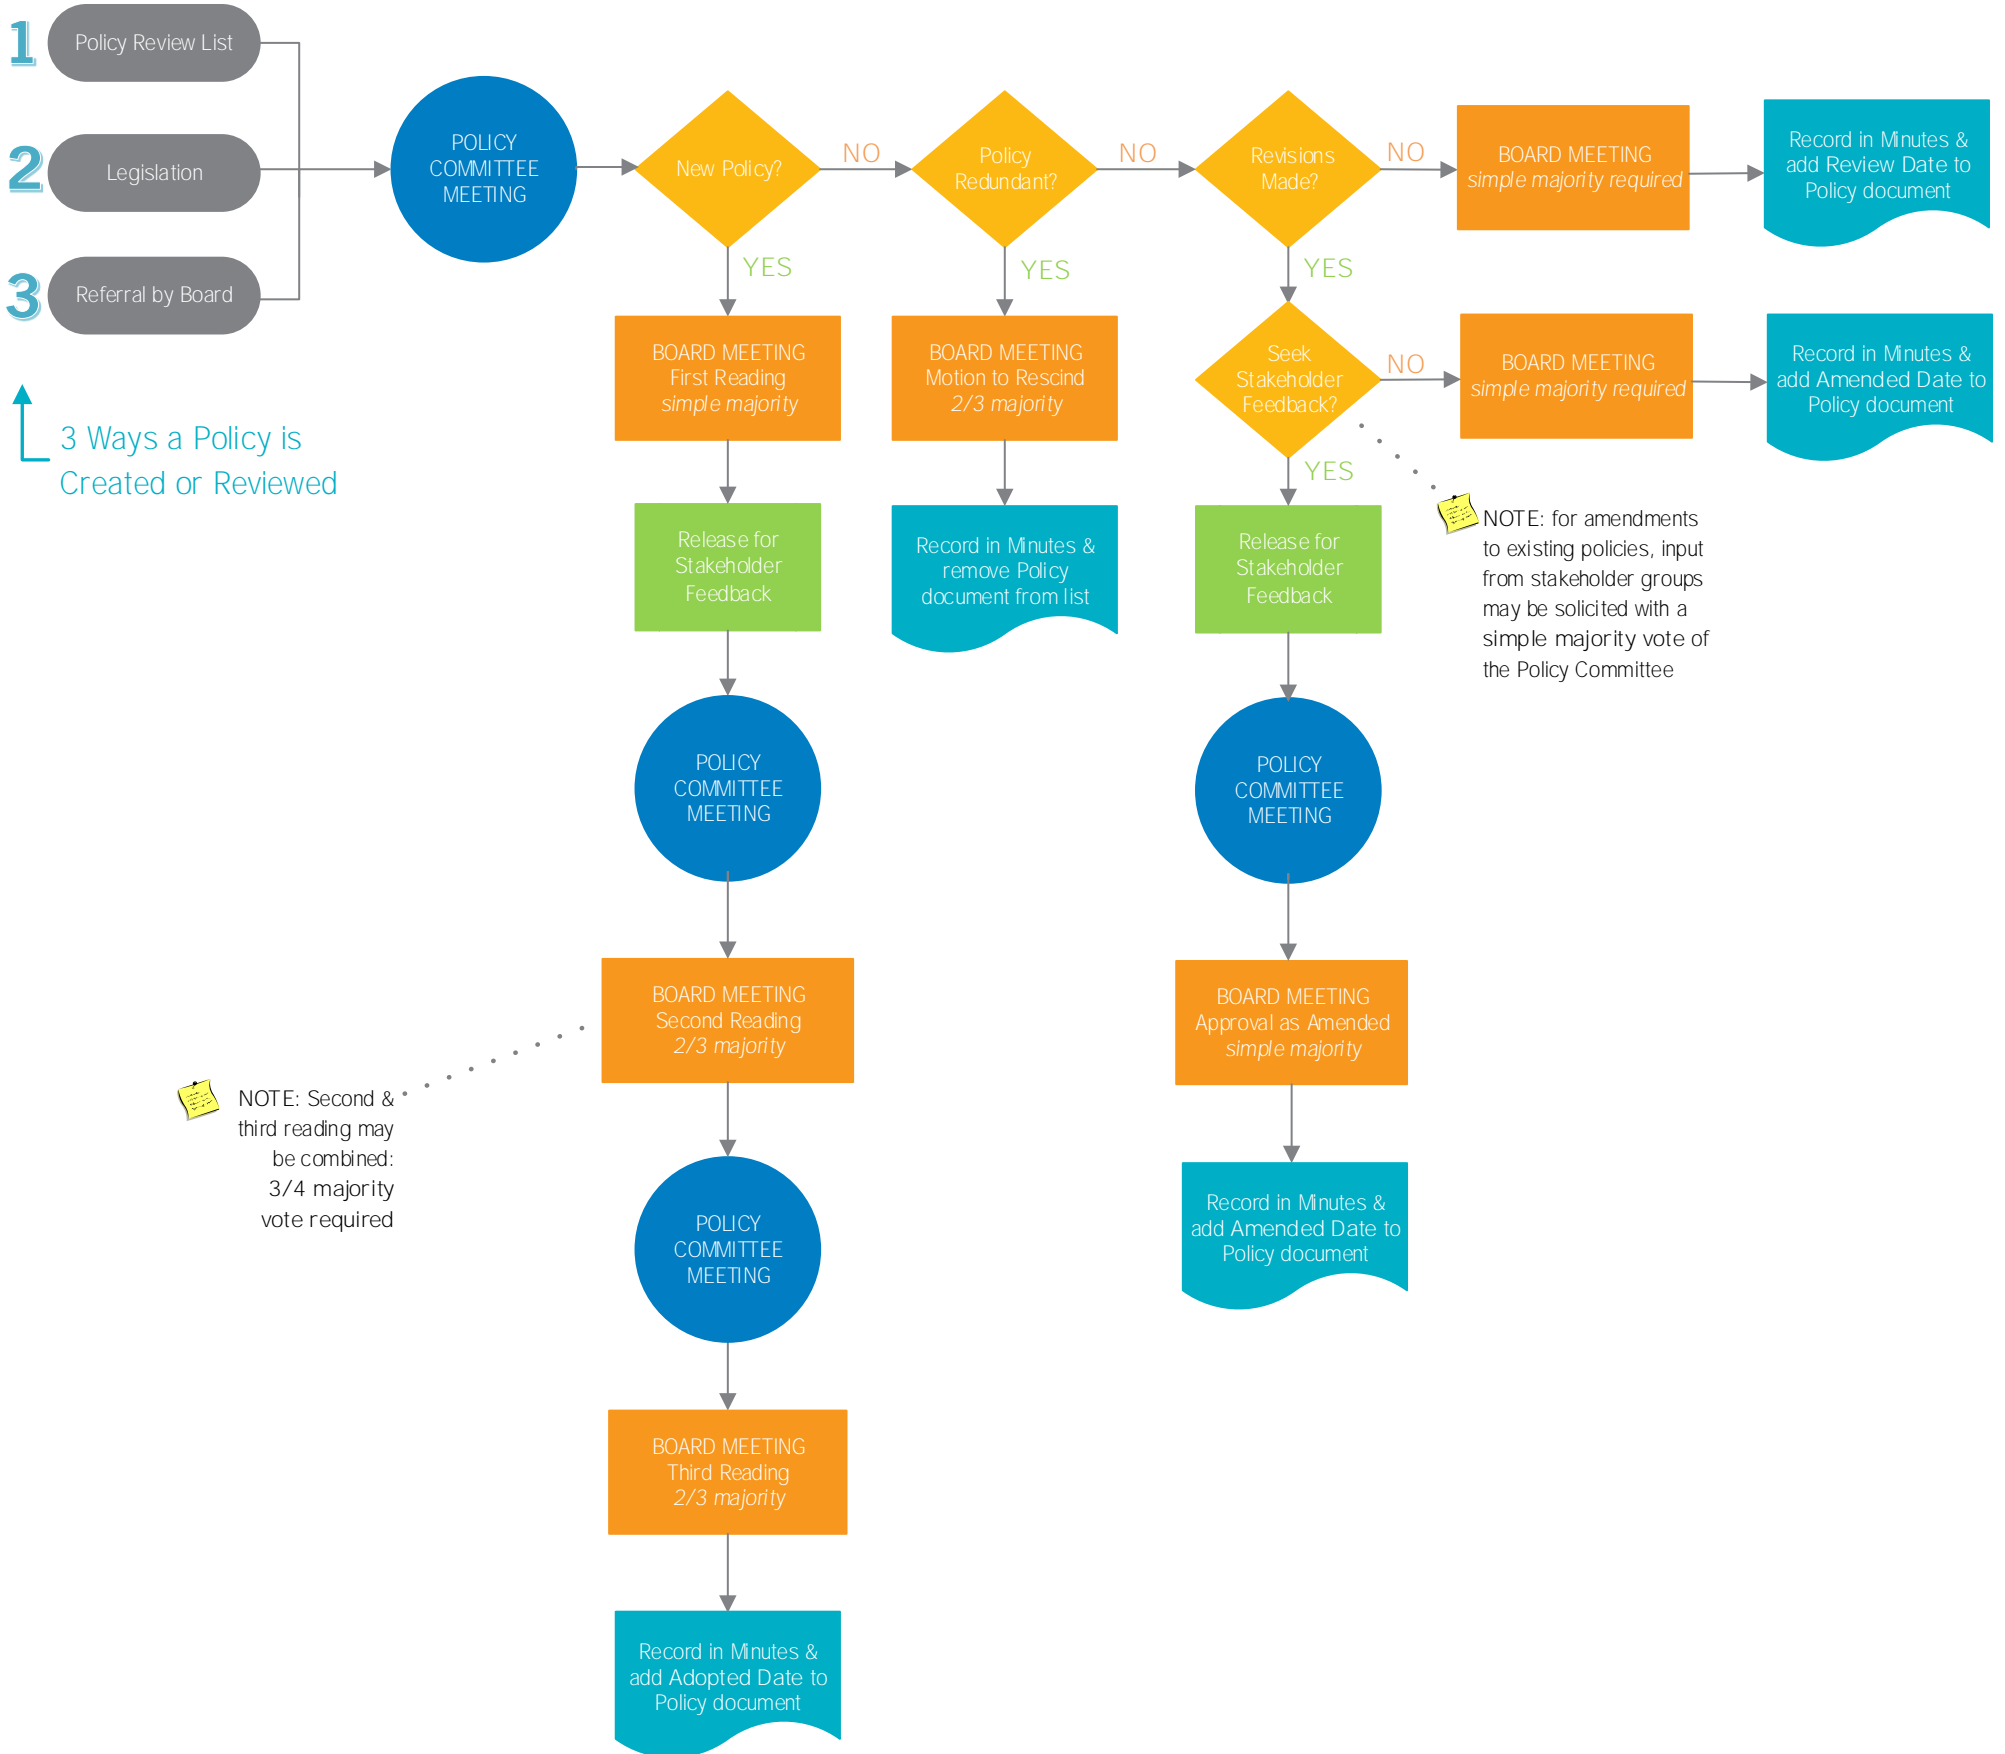 1
Policy Review List
2
Legislation
3
Referral by Board
3 Ways a Policy is
Created or Reviewed
POLICY
COMMITTEE
MEETING
New Policy?
NO
Policy
Redundant?
NO
Revisions
Made?
NO
BOARD MEETING
simple majority required
Record in Minutes &
add Review Date to
Policy document
YES
YES
YES
BOARD MEETING
First Reading
simple majority
BOARD MEETING
Motion to Rescind
2/3 majority
Seek
Stakeholder
Feedback?
NO
BOARD MEETING
simple majority required
Record in Minutes &
add Amended Date to
Policy document
YES
Release for
Stakeholder
Feedback
Record in Minutes &
remove Policy
document from list
Release for
Stakeholder
Feedback
NOTE: for amendments
to existing policies, input
from stakeholder groups
may be solicited with a
simple majority vote of
the Policy Committee
POLICY
COMMITTEE
MEETING
POLICY
COMMITTEE
MEETING
BOARD MEETING
Second Reading
2/3 majority
BOARD MEETING
Approval as Amended
simple majority
NOTE: Second &
third reading may
be combined:
3/4 majority
vote required
POLICY
COMMITTEE
MEETING
Record in Minutes &
add Amended Date to
Policy document
BOARD MEETING
Third Reading
2/3 majority
Record in Minutes &
add Adopted Date to
Policy document